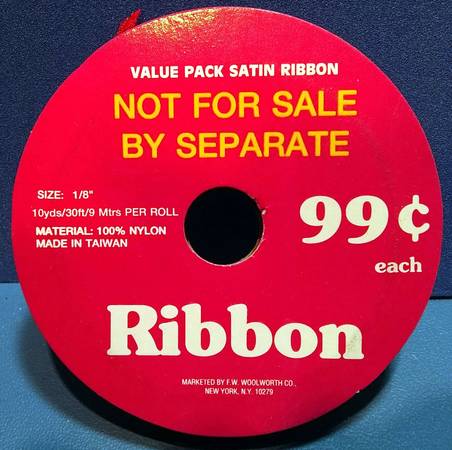 VALUE PACK SATIN RIBBON
NOT FOR SALE
BY SEPARATE
SIZE: 1/8"
10yds/30ft/9 Mtrs PER ROLL
MATERIAL: 100% NYLON
MADE IN TAIWAN
99¢
each
Ribbon
MARKETED BY F.W. WOOLWORTH CO.,
NEW YORK, N.Y. 10279